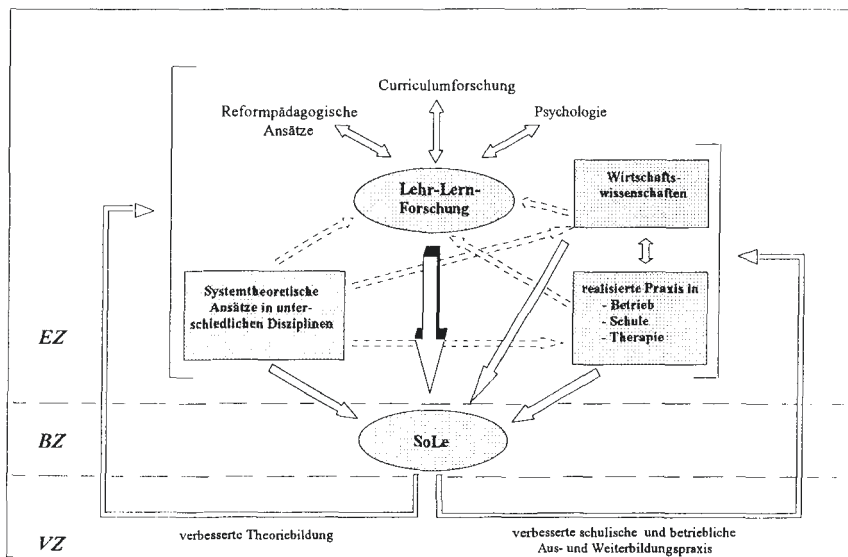 Curriculumforschung
Reformpädagogische
Ansätze
Psychologie
Lehr-Lern-
Forschung
Wirtschafts-
wissenschaften
Systemtheoretische
Ansätze in unter-
schiedlichen Disziplinen
realisierte Praxis in
- Betrieb
- Schule
- Therapie
EZ
BZ
SoLe
VZ
verbesserte Theoriebildung
verbesserte schulische und betriebliche
Aus- und Weiterbildungspraxis